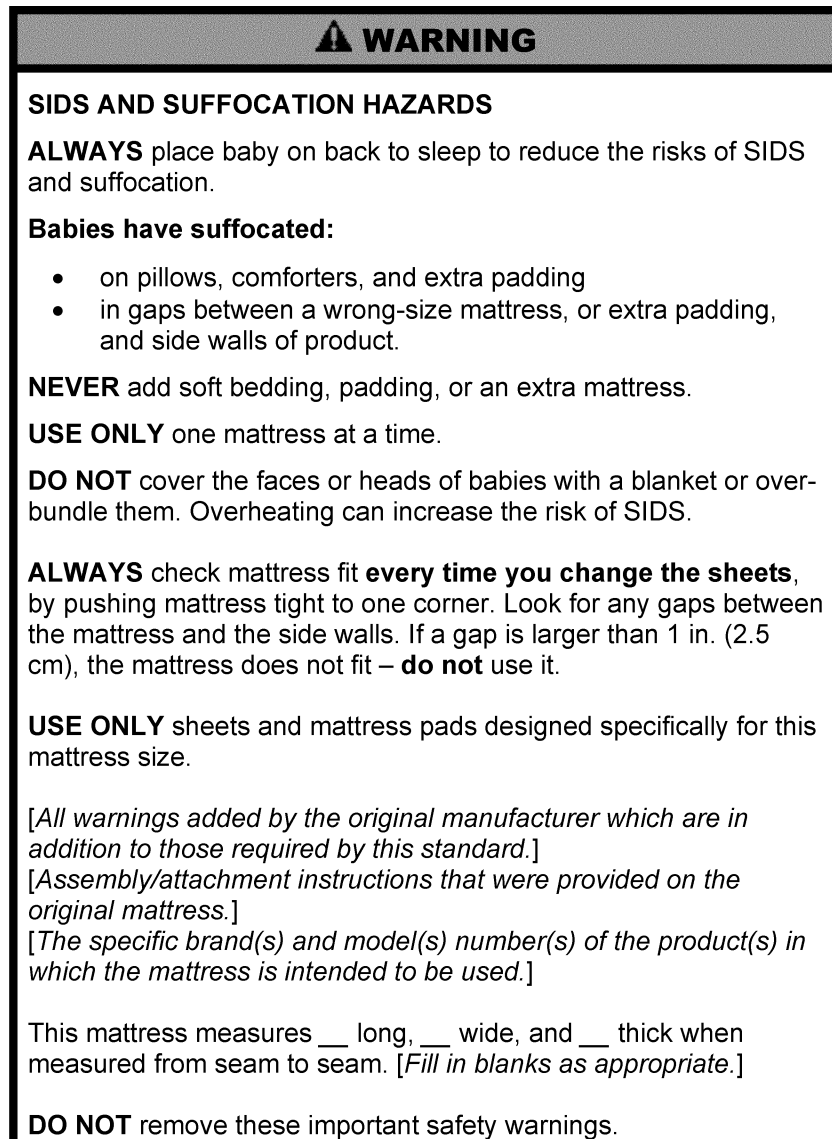 ⚠ WARNING
SIDS AND SUFFOCATION HAZARDS
ALWAYS place baby on back to sleep to reduce the risks of SIDS
and suffocation.
Babies have suffocated:
• on pillows, comforters, and extra padding
• in gaps between a wrong-size mattress, or extra padding,
and side walls of product.
NEVER add soft bedding, padding, or an extra mattress.
USE ONLY one mattress at a time.
DO NOT cover the faces or heads of babies with a blanket or over-
bundle them. Overheating can increase the risk of SIDS.
ALWAYS check mattress fit every time you change the sheets,
by pushing mattress tight to one corner. Look for any gaps between
the mattress and the side walls. If a gap is larger than 1 in. (2.5
cm), the mattress does not fit – do not use it.
USE ONLY sheets and mattress pads designed specifically for this
mattress size.
[All warnings added by the original manufacturer which are in
addition to those required by this standard.]
[Assembly/attachment instructions that were provided on the
original mattress.]
[The specific brand(s) and model(s) number(s) of the product(s) in
which the mattress is intended to be used.]
This mattress measures __ long, __ wide, and __ thick when
measured from seam to seam. [Fill in blanks as appropriate.]
DO NOT remove these important safety warnings.